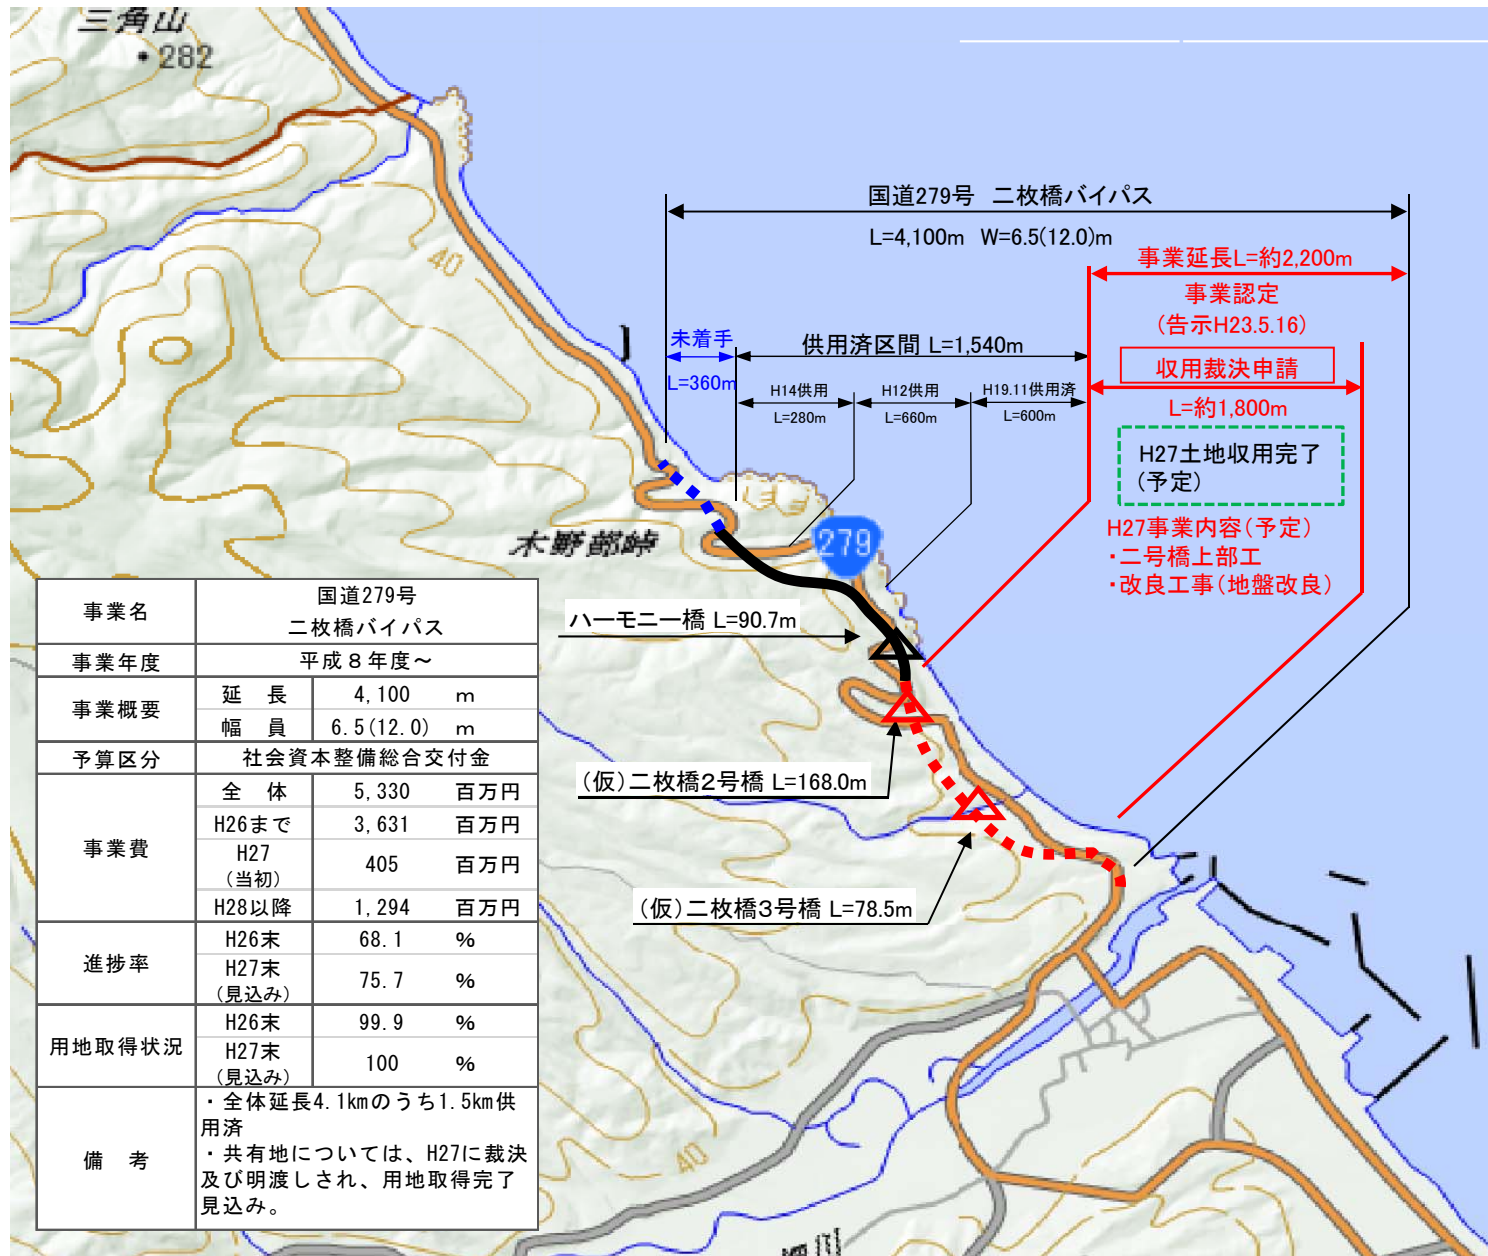 三角山
282
国道279号 二枚橋バイパス
L=4,100m W=6.5(12.0)m
事業延長L=約2,200m
事業認定
(告示H23.5.16)
未着手
L=360m
供用済区間 L=1,540m
収用裁決申請
L=約1,800m
H14供用
L=280m
H12供用
L=660m
H19.11供用済
L=600m
H27土地収用完了
(予定)
H27事業内容(予定)
・二号橋上部工
・改良工事(地盤改良)
40
木野部峠
279
ハーモニー橋 L=90.7m
(仮)二枚橋2号橋 L=168.0m
(仮)二枚橋3号橋 L=78.5m
40
事業名 国道279号
二枚橋バイパス
事業年度 平成8年度～
事業概要 延 長 4,100 m
幅 員 6.5(12.0) m
予算区分 社会資本整備総合交付金
事業費 全 体 5,330 百万円
H26まで 3,631 百万円
H27
(当初) 405 百万円
H28以降 1,294 百万円
進捗率 H26末 68.1 %
H27末
(見込み) 75.7 %
用地取得状況 H26末 99.9 %
H27末
(見込み) 100 %
備 考 ・全体延長4.1kmのうち1.5km供
用済
・共有地については、H27に裁決
及び明渡しされ、用地取得完了
見込み。